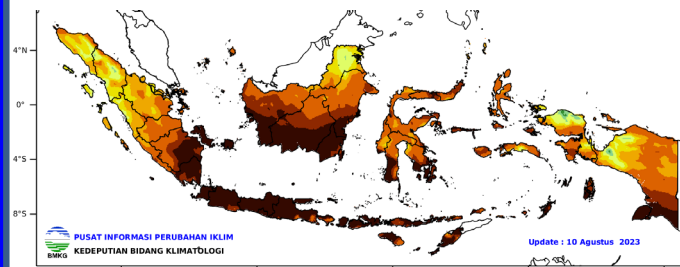 4°N
0°
4°S
8°S
BMKG
PUSAT INFORMASI PERUBAHAN IKLIM
KEDEPUTIAN BIDANG KLIMATOLOGI
Update : 10 Agustus 2023